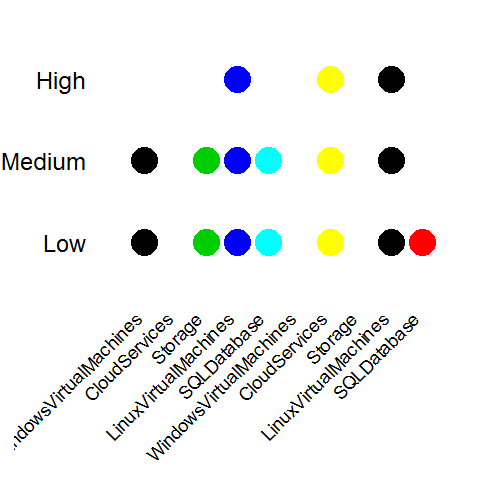 High
Medium
Low
ndowsVirtualMachines
CloudServices
Storage
LinuxVirtualMachines
SQLDatabase
WindowsVirtualMachines
CloudServices
Storage
LinuxVirtualMachines
SQLDatabase